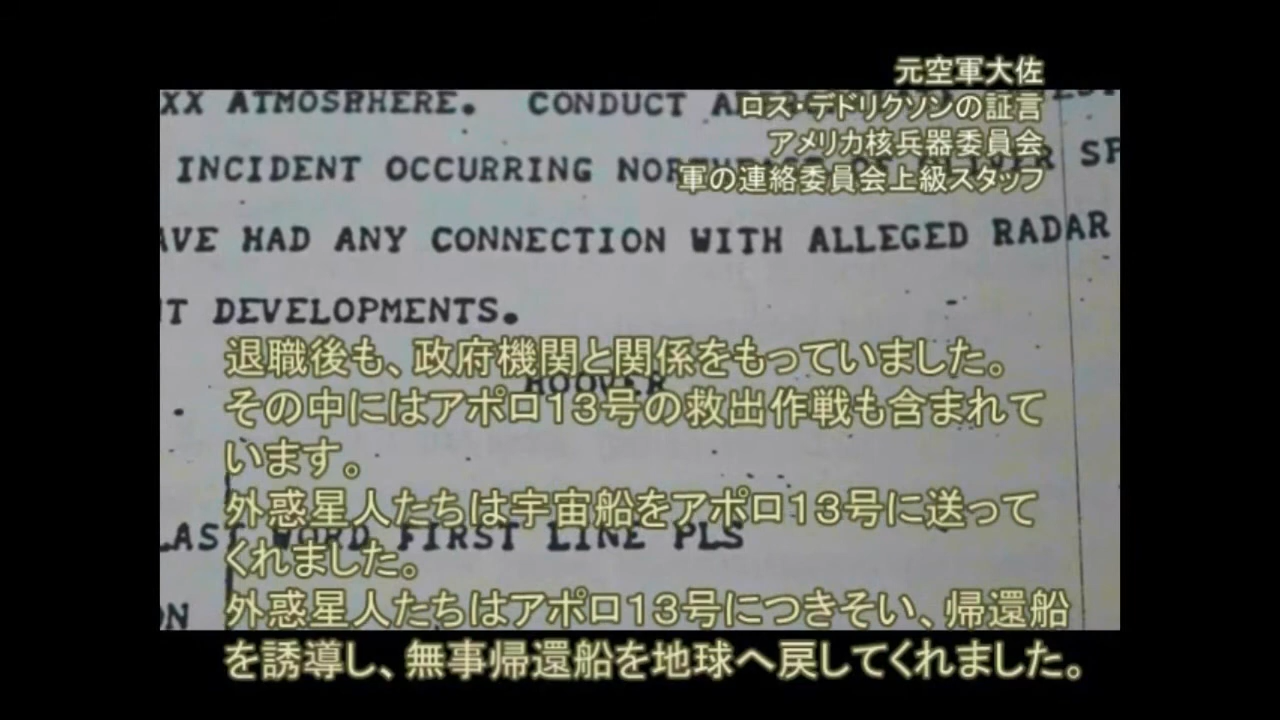 元空軍大佐
ロス・デドリクソンの証言
アメリカ核兵器委員会
軍の連絡委員会上級スタッフ
XX ATMOSPHERE. CONDUCT
INCIDENT OCCURRING
HAD ANY CONNECTION WITH ALLEGED RADAR
DEVELOPMENTS.
退職後も、政府機関と関係をもっていました。
HOOVER
その中にはアポロ13号の救出作戦も含まれて
います。
外惑星人たちは宇宙船をアポロ13号に送って
LAST WORD FIRST LINE PLS
くれました。
外惑星人たちはアポロ13号につきそい、帰還船
を誘導し、無事帰還船を地球へ戻してくれました。